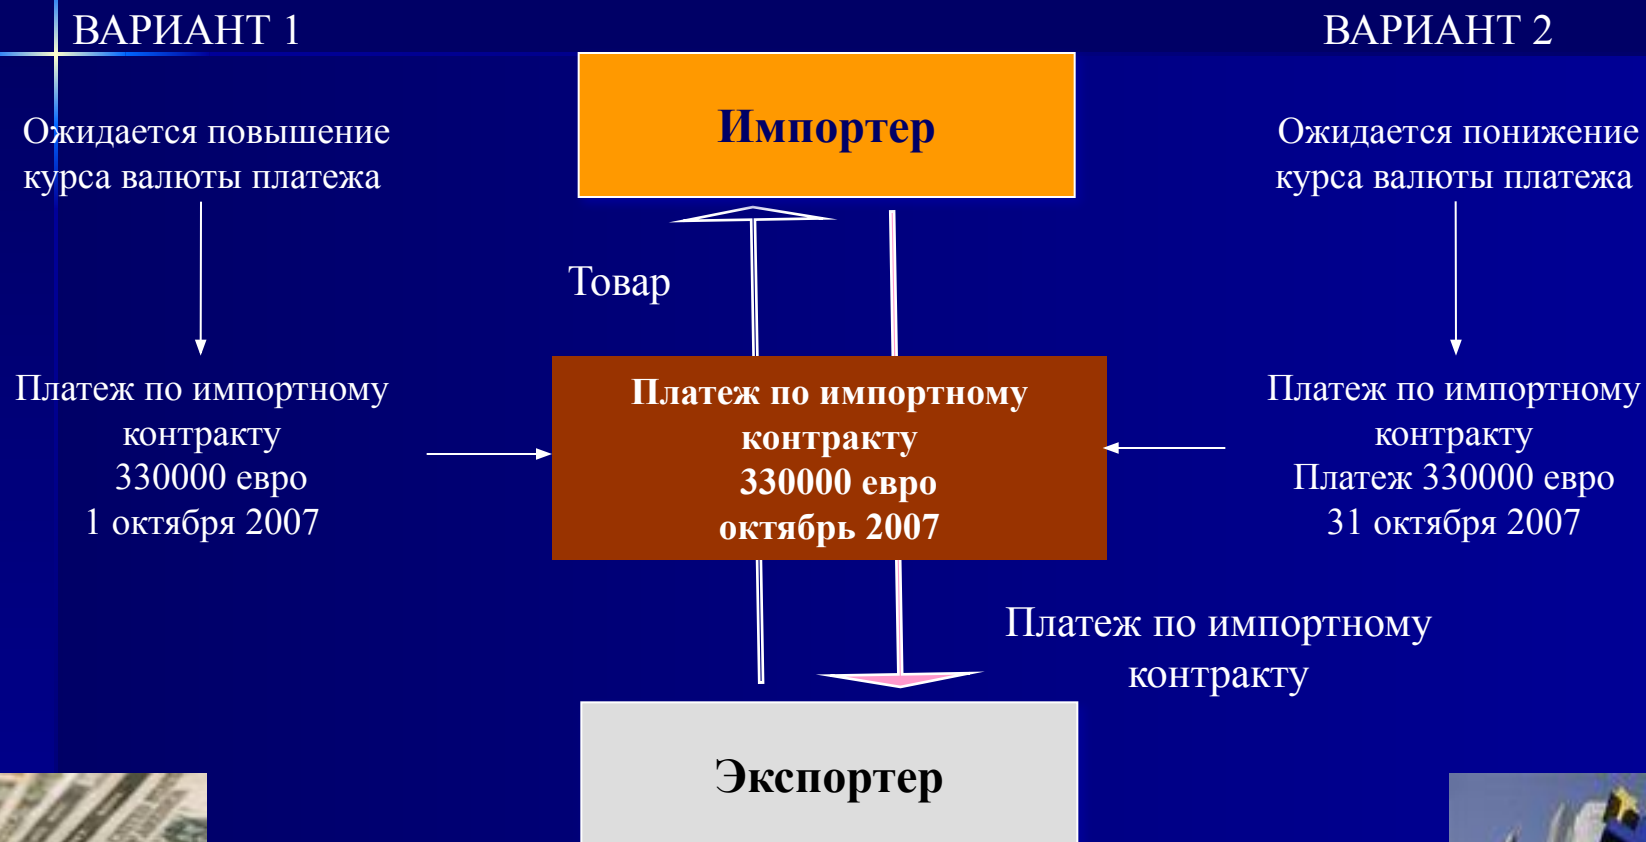 ВАРИАНТ 1
ВАРИАНТ 2
Ожидается повышение
курса валюты платежа
Импортер
Ожидается понижение
курса валюты платежа
Товар
Платеж по импортному
контракту
330000 евро
1 октября 2007
Платеж по импортному
контракту
330000 евро
октябрь 2007
Платеж по импортному
контракту
Платеж 330000 евро
31 октября 2007
Платеж по импортному
контракту
Экспортер